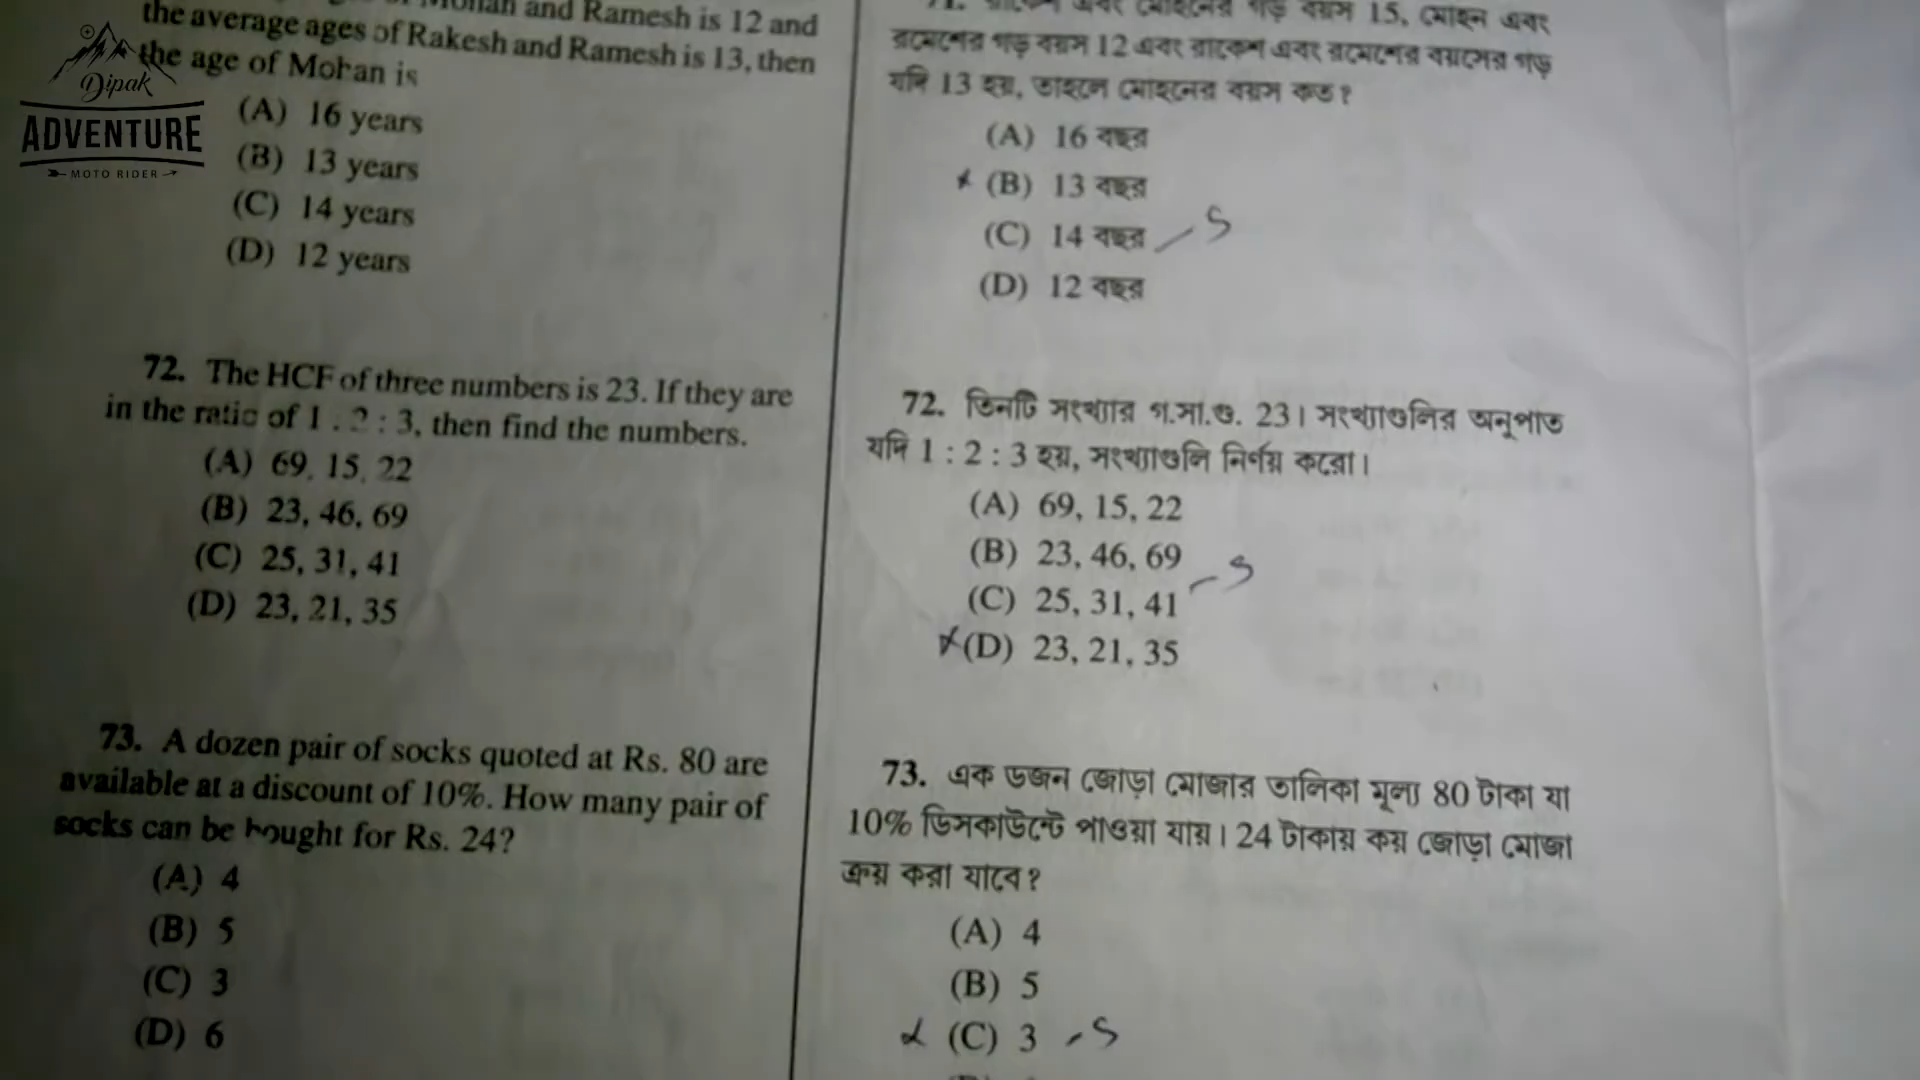 Dipak
ADVENTURE
MOTO RIDER
and Ramesh is 12 and
the average ages of Rakesh and Ramesh is 13, then
the age of Mohan is
(A) 16 years
(B) 13 years
(C) 14 years
(D) 12 years
72. The HCF of three numbers is 23. If they are
in the ratio of 1 : 2 : 3, then find the numbers.
(A) 69, 15, 22
(B) 23, 46, 69
(C) 25, 31, 41
(D) 23, 21, 35
73. A dozen pair of socks quoted at Rs. 80 are
available at a discount of 10%. How many pair of
socks can be bought for Rs. 24?
(A) 4
(B) 5
(C) 3
(D) 6
71. রাকেশ এবং মোহনের গড় বয়স 15, মোহন এবং
রমেশের গড় বয়স 12 এবং রাকেশ এবং রমেশের বয়সের গড়
যদি 13 হয়, তাহলে মোহনের বয়স কত?
(A) 16 বছর
(B) 13 বছর
(C) 14 বছর
(D) 12 বছর
72. তিনটি সংখ্যার গ.সা.গু. 23। সংখ্যাগুলির অনুপাত
যদি 1 : 2 : 3 হয়, সংখ্যাগুলি নির্ণয় করো।
(A) 69, 15, 22
(B) 23, 46, 69
(C) 25, 31, 41
(D) 23, 21, 35
73. এক ডজন জোড়া মোজার তালিকা মূল্য 80 টাকা যা
10% ডিসকাউন্টে পাওয়া যায়। 24 টাকায় কয় জোড়া মোজা
ক্রয় করা যাবে?
(A) 4
(B) 5
(C) 3